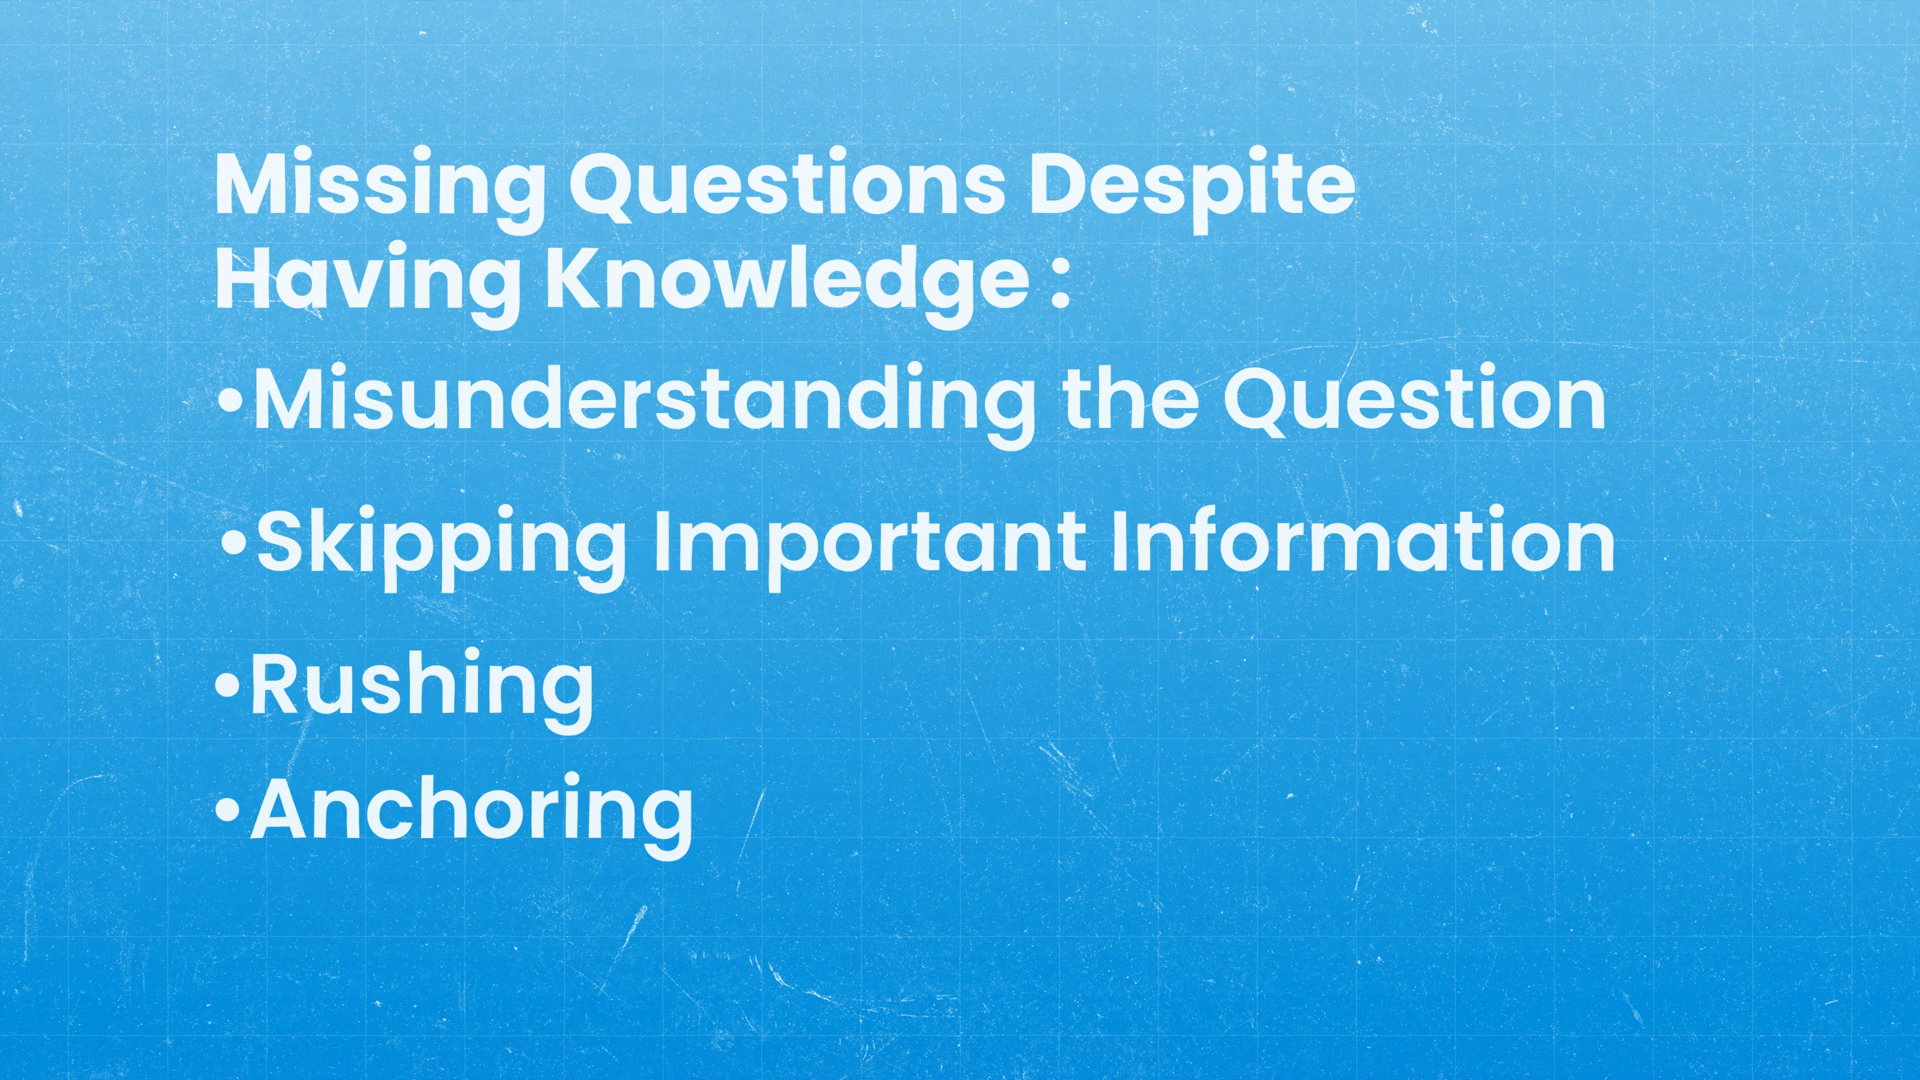 Missing Questions Despite
Having Knowledge :
•Misunderstanding the Question
•Skipping Important Information
•Rushing
•Anchoring